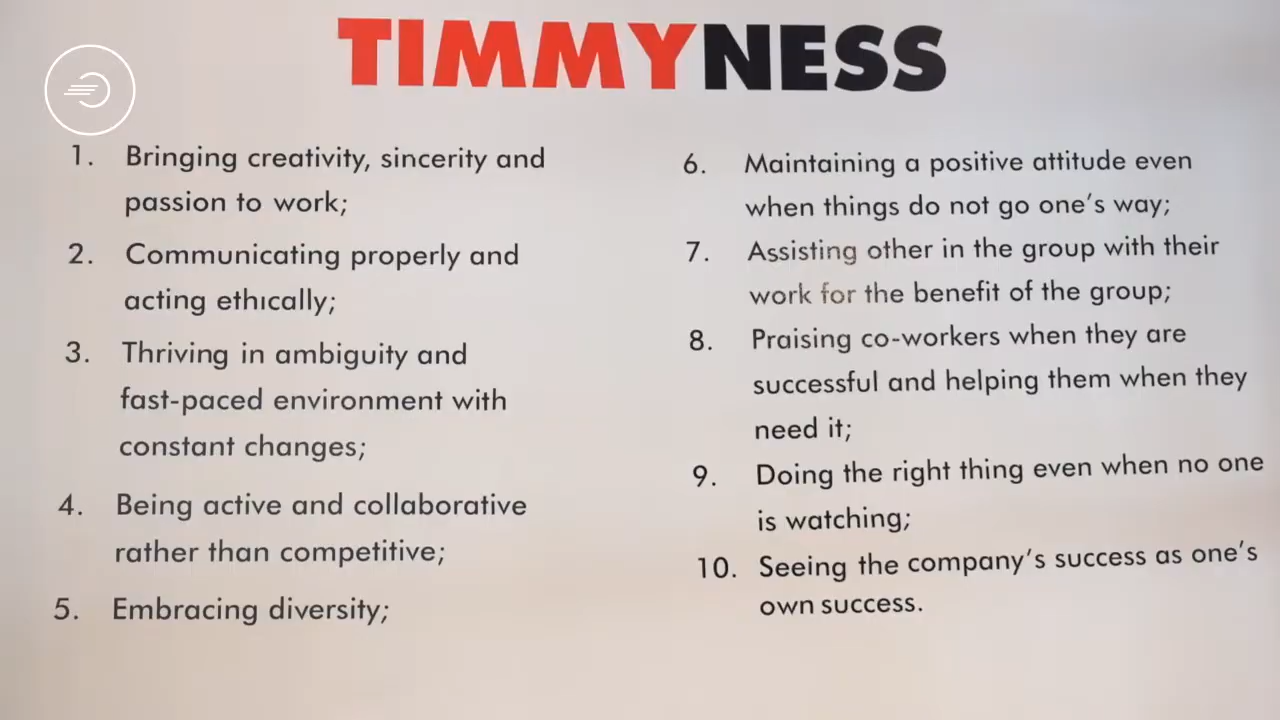 TIMMYNESS
1. Bringing creativity, sincerity and
passion to work;
2. Communicating properly and
acting ethically;
3. Thriving in ambiguity and
fast-paced environment with
constant changes;
4. Being active and collaborative
rather than competitive;
5. Embracing diversity;
6. Maintaining a positive attitude even
when things do not go one's way;
7. Assisting other in the group with their
work for the benefit of the group;
8. Praising co-workers when they are
successful and helping them when they
need it;
9. Doing the right thing even when no one
is watching;
10. Seeing the company's success as one's
own success.